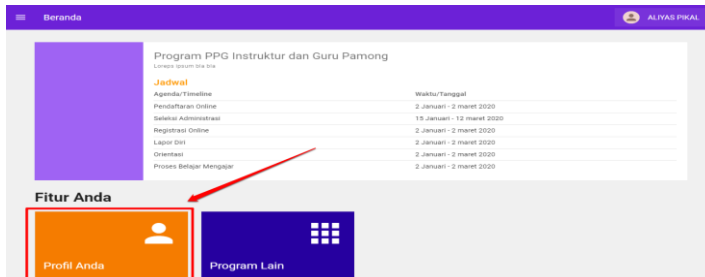 Beranda
ALIYAS PIKAL
Program PPG Instruktur dan Guru Pamong
Loreps ipsum bla bla
Jadwal
Agenda/Timeline Waktu/Tanggal
Pendaftaran Online 2 Januari - 2 maret 2020
Seleksi Administrasi 15 Januari - 12 maret 2020
Registrasi Online 2 Januari - 2 maret 2020
Lapor Diri 2 Januari - 2 maret 2020
Orientasi 2 Januari - 2 maret 2020
Proses Belajar Mengajar 2 Januari - 2 maret 2020
Fitur Anda
Profil Anda
Program Lain